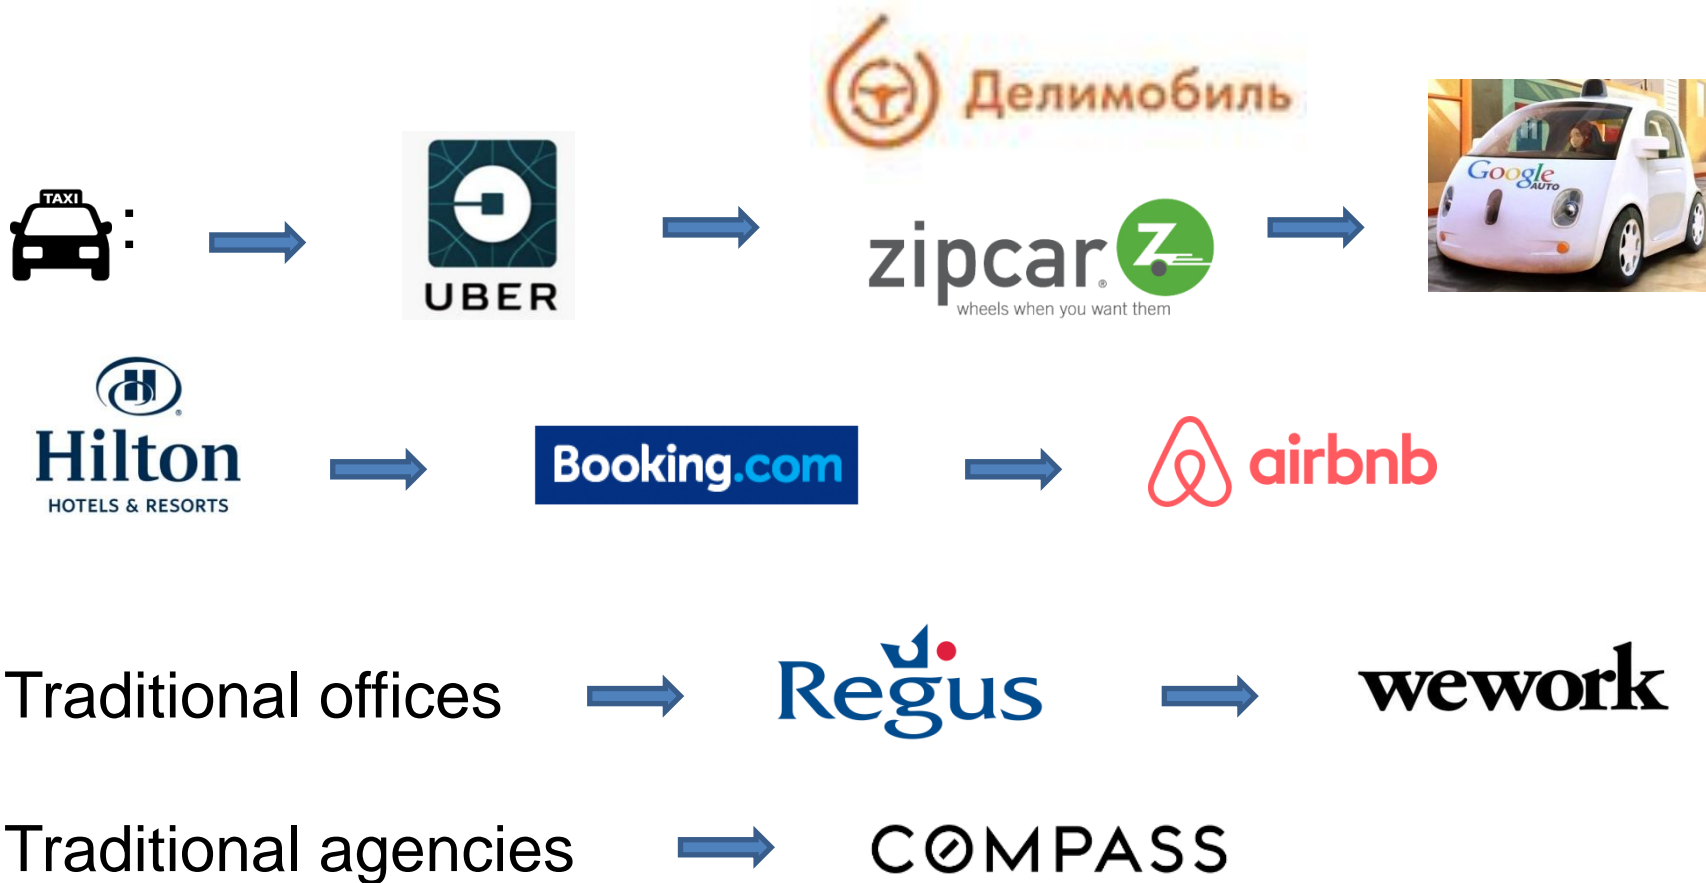 Делимобиль
TAXI
:
UBER
zipcar®
Z
wheels when you want them
Google
AUTO
H
Hilton®
HOTELS & RESORTS
Booking.com
airbnb
Traditional offices
Regus
wework
Traditional agencies
COMPASS